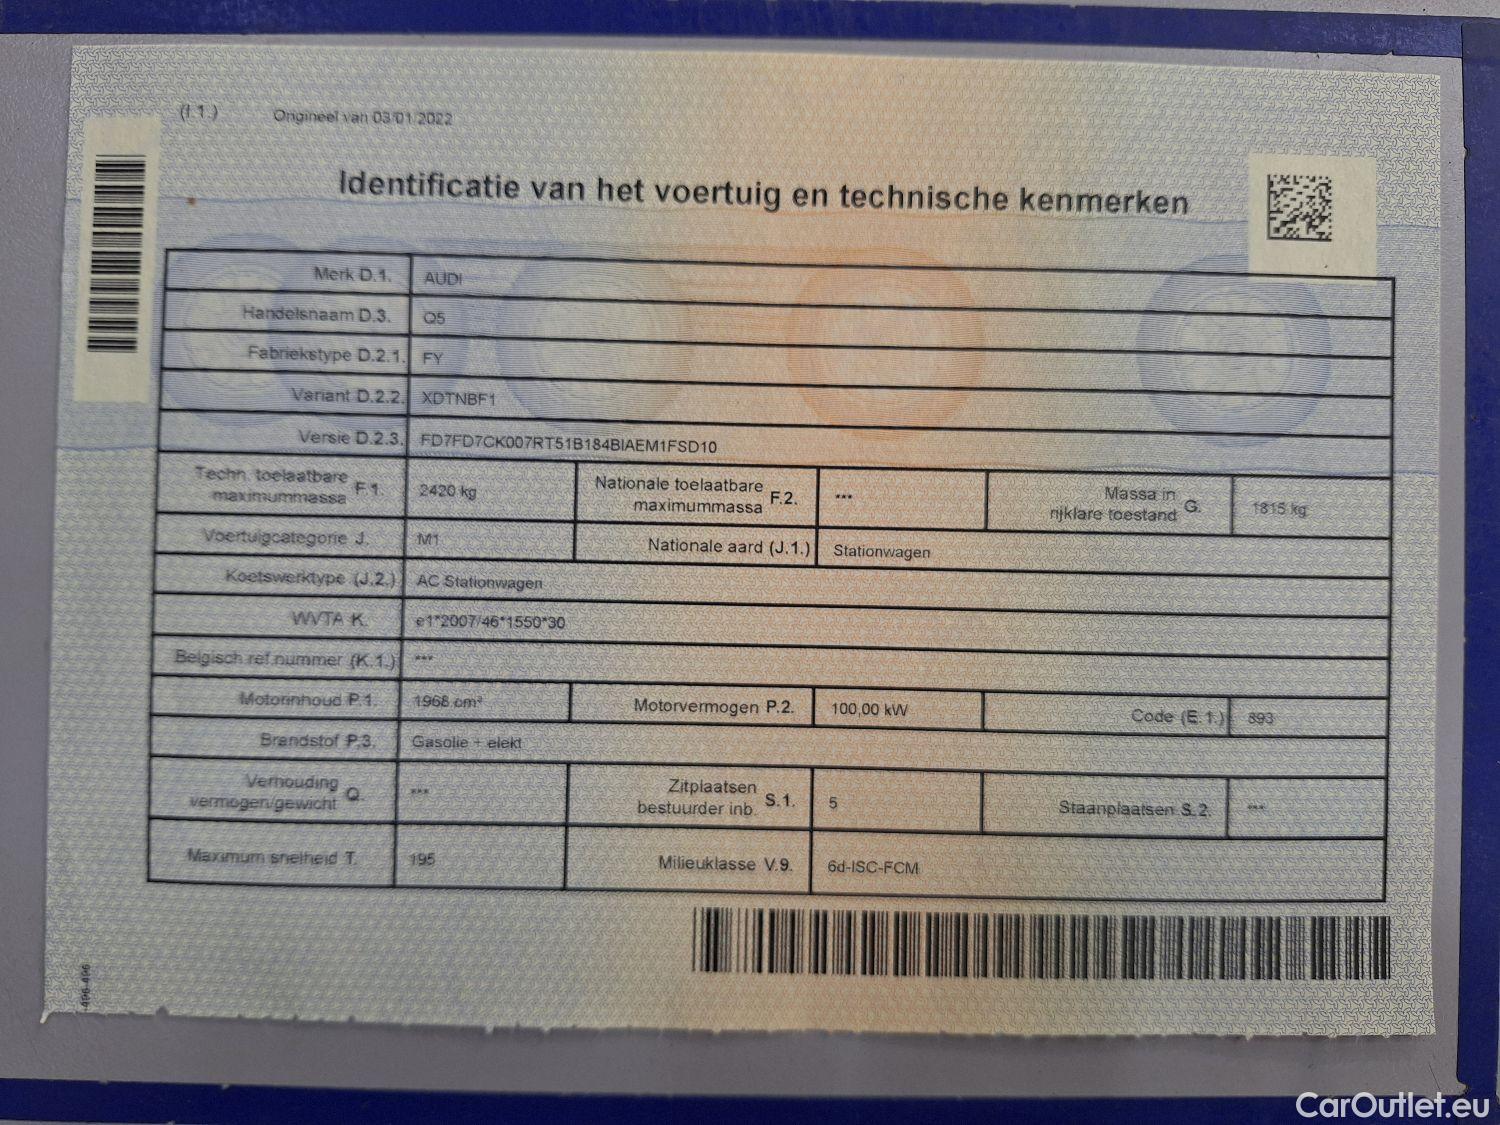 (I.1.) Origineel van 03/01/2022
Identificatie van het voertuig en technische kenmerken
Merk D.1. AUDI
Handelsnaam D.3. Q5
Fabriekstype D.2.1. FY
Variant D.2.2. XDTNBF1
Versie D.2.3. FD7FD7CK007RT51B184BIAEM1FSD10
Techn. toelaatbare maximummassa F.1. 2420 kg Nationale toelaatbare maximummassa F.2. *** Massa in rijklare toestand G. 1815 kg
Voertuigcategorie J. M1 Nationale aard (J.1.) Stationwagen
Koetswerktype (J.2.) AC Stationwagen
WVTA K. e1*2007/46*1550*30
Belgisch ref.nummer (K.1.) ***
Motorinhoud P.1. 1968 cm³ Motorvermogen P.2. 100,00 kW Code (E.1.) 893
Brandstof P.3. Gasolie + elekt
Verhouding vermogen/gewicht Q. *** Zitplaatsen bestuurder inb. S.1. 5 Staanplaatsen S.2. ***
Maximum snelheid T. 195 Milieuklasse V.9. 6d-ISC-FCM
-496-496
CarOutlet.eu